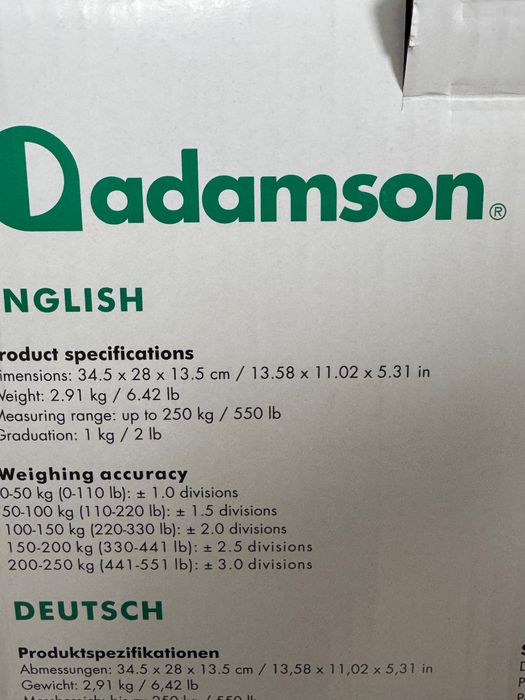 adamson®
NGLISH
roduct specifications
imensions: 34.5 x 28 x 13.5 cm / 13.58 x 11.02 x 5.31 in
Weight: 2.91 kg / 6.42 lb
Measuring range: up to 250 kg / 550 lb
Graduation: 1 kg / 2 lb
Weighing accuracy
0-50 kg (0-110 lb): ± 1.0 divisions
50-100 kg (110-220 lb): ± 1.5 divisions
100-150 kg (220-330 lb): ± 2.0 divisions
150-200 kg (330-441 lb): ± 2.5 divisions
200-250 kg (441-551 lb): ± 3.0 divisions
DEUTSCH
Produktspezifikationen
Abmessungen: 34.5 x 28 x 13.5 cm / 13,58 x 11,02 x 5,31 in
Gewicht: 2,91 kg / 6,42 lb